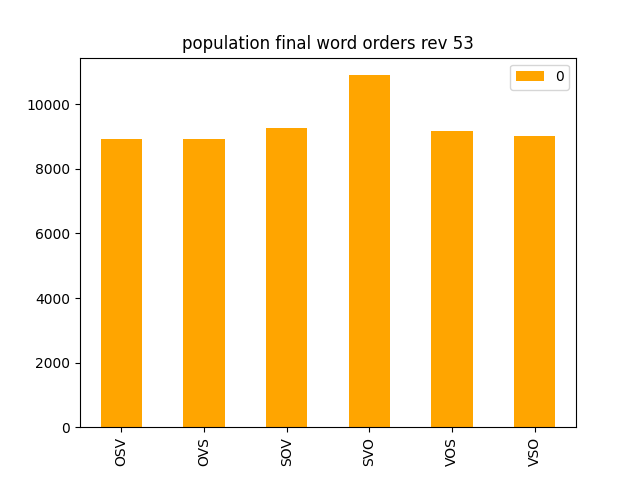 population final word orders rev 53
0
10000
8000
6000
4000
2000
0
OSV
OVS
SOV
SVO
VOS
VSO